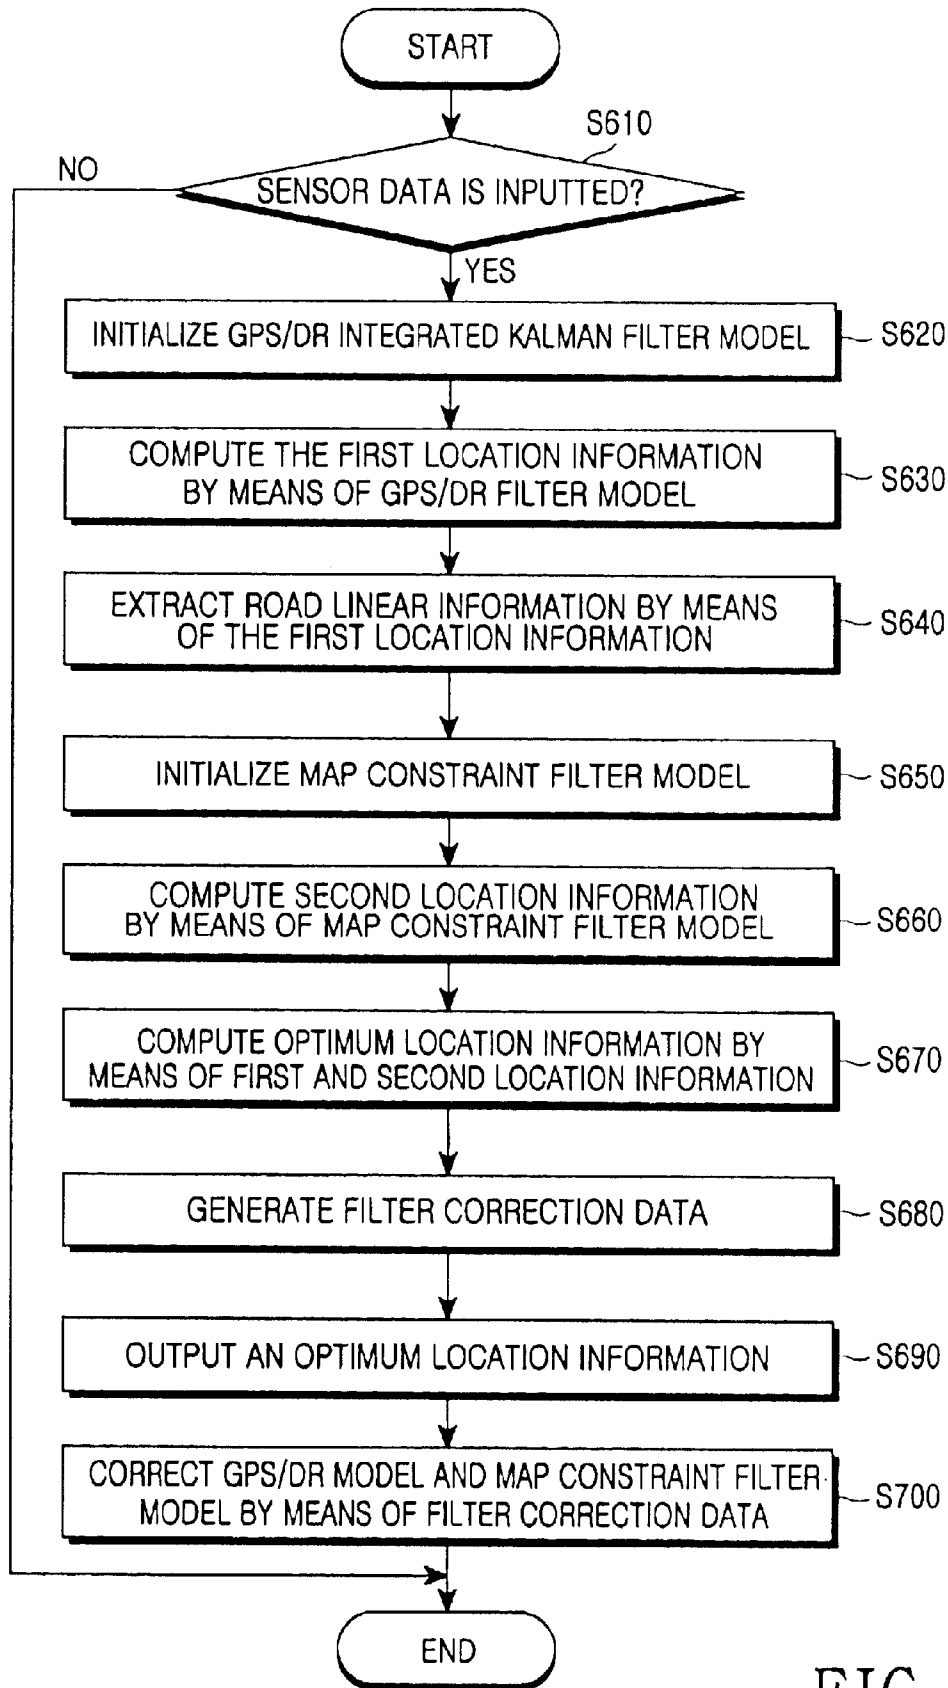 START
S610
NO
SENSOR DATA IS INPUTTED?
YES
INITIALIZE GPS/DR INTEGRATED KALMAN FILTER MODEL
S620
COMPUTE THE FIRST LOCATION INFORMATION
BY MEANS OF GPS/DR FILTER MODEL
S630
EXTRACT ROAD LINEAR INFORMATION BY MEANS
OF THE FIRST LOCATION INFORMATION
S640
INITIALIZE MAP CONSTRAINT FILTER MODEL
S650
COMPUTE SECOND LOCATION INFORMATION
BY MEANS OF MAP CONSTRAINT FILTER MODEL
S660
COMPUTE OPTIMUM LOCATION INFORMATION BY
MEANS OF FIRST AND SECOND LOCATION INFORMATION
S670
GENERATE FILTER CORRECTION DATA
S680
OUTPUT AN OPTIMUM LOCATION INFORMATION
S690
CORRECT GPS/DR MODEL AND MAP CONSTRAINT FILTER
MODEL BY MEANS OF FILTER CORRECTION DATA
S700
END